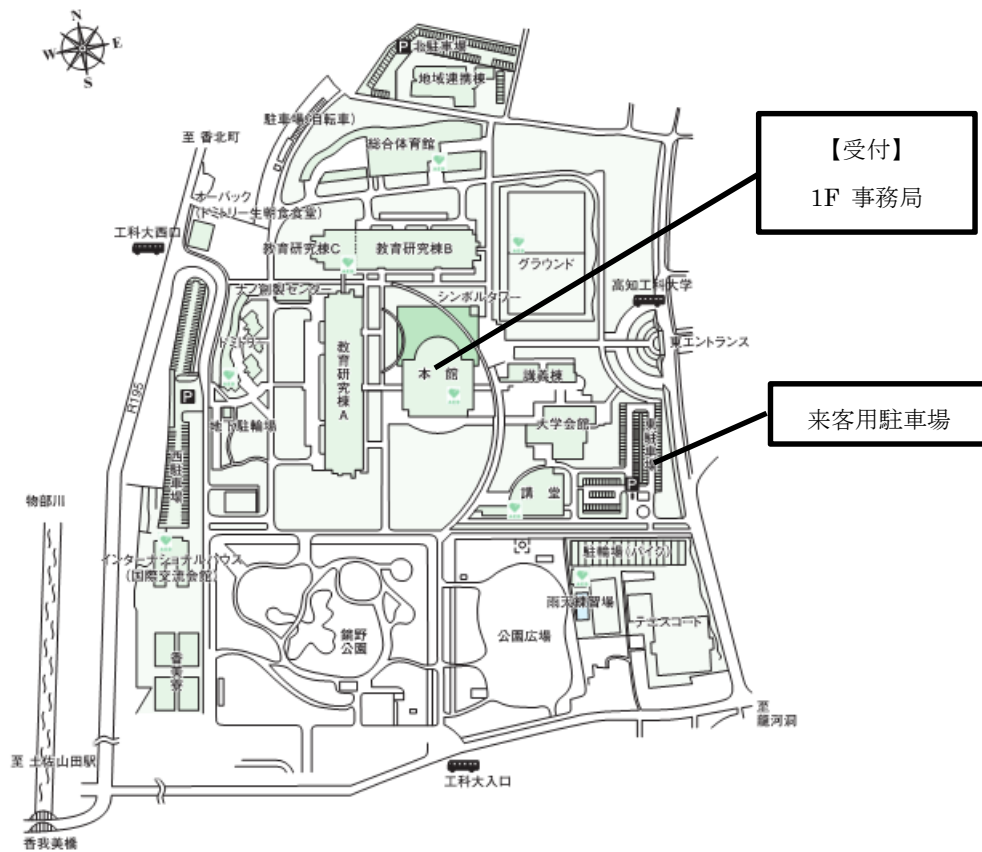 N
W
E
S
P
北駐車場
地域連携棟
駐車場(自転車)
総合体育館
至 香北町
【受付】
1F 事務局
オーバック
(ドミトリー生朝食食堂)
工科大西口
教育研究棟C
教育研究棟B
グラウンド
高知工科大学
ナノ創製センター
シンボルタワー
東エントランス
ドミトリー
教育研究棟A
本 館
講義棟
R195
P
地下駐輪場
大学会館
東駐車場
来客用駐車場
西駐車場
P
講 堂
物部川
インターナショナルハウス
(国際交流会館)
駐輪場(バイク)
雨天練習場
テニスコート
鏡野
公園
公園広場
香美寮
至
龍河洞
至 土佐山田駅
工科大入口
香我美橋